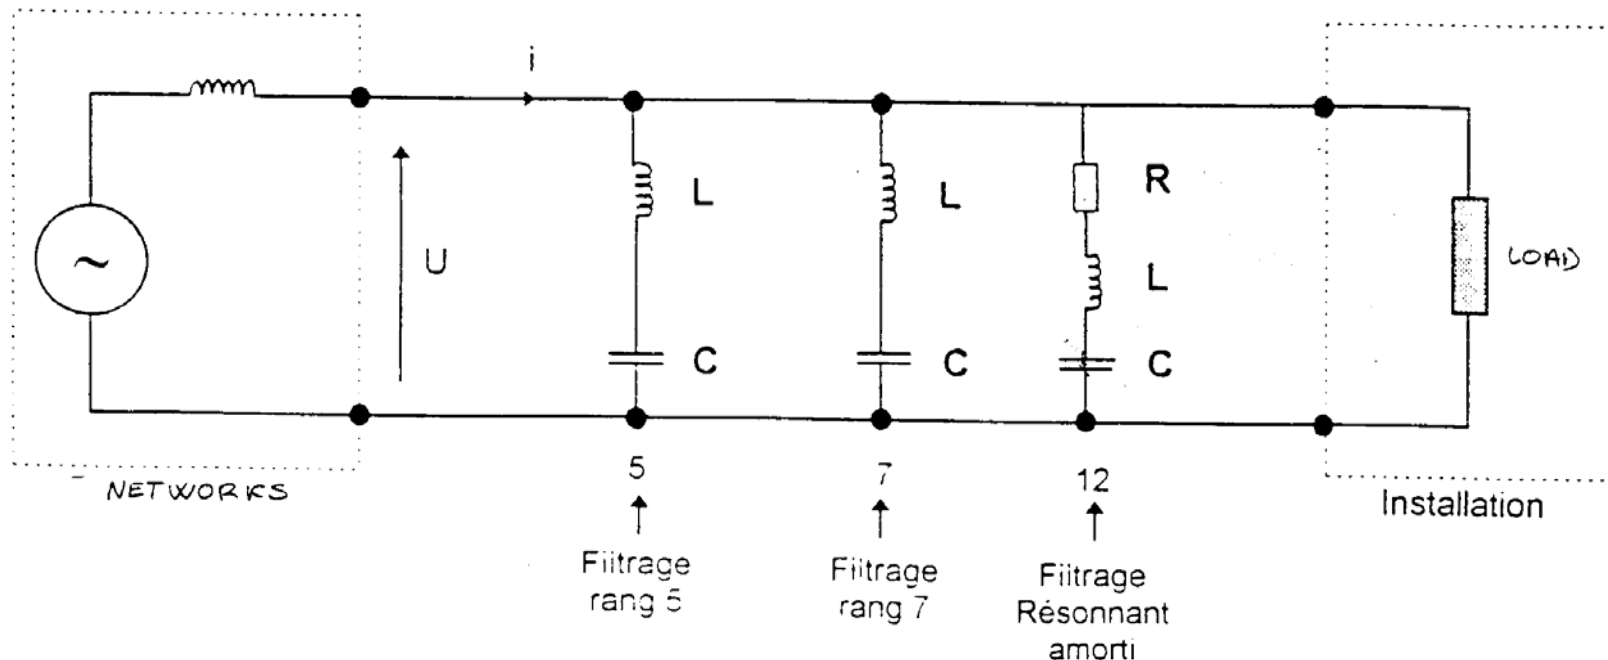 i
U
~
L
C
L
C
R
L
C
LOAD
NETWORKS
5
7
12
Installation
Filtrage
rang 5
Filtrage
rang 7
Filtrage
Résonnant
amorti